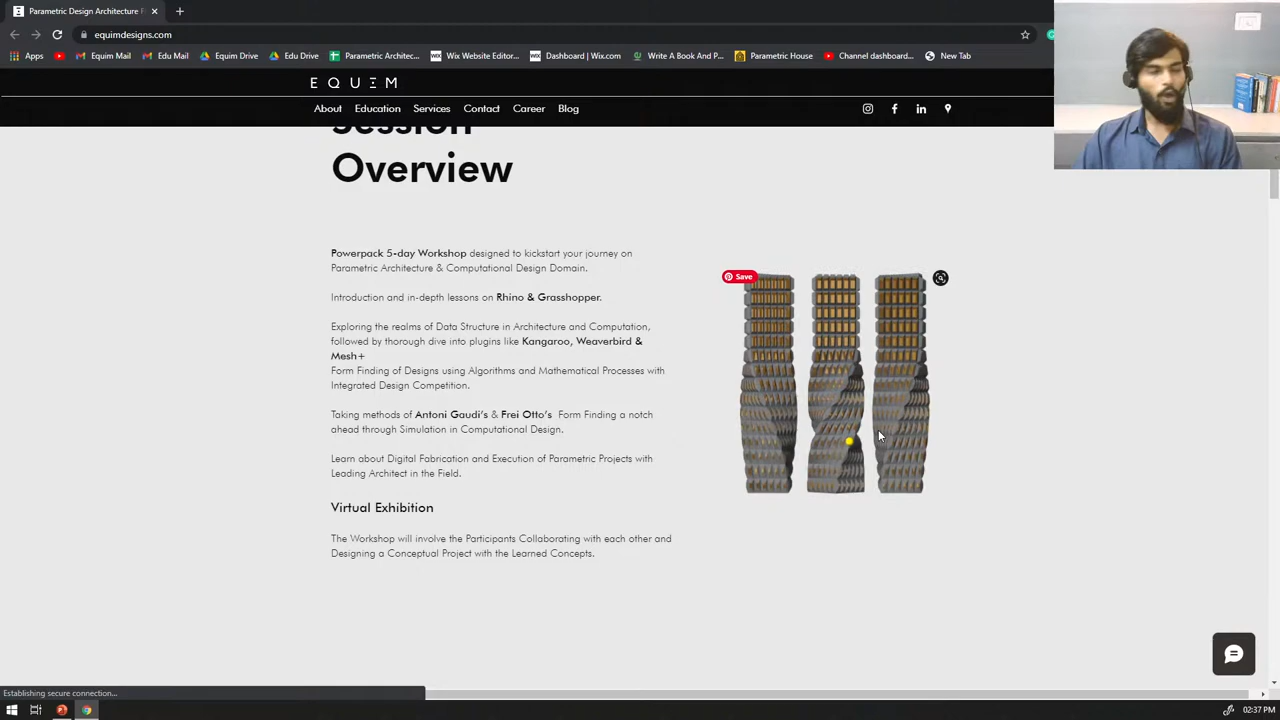 Parametric Design Architecture F
equimdesigns.com
Apps
Equim Mail
Edu Mail
Equim Drive
Edu Drive
Parametric Architec...
Wix Website Editor...
Dashboard | Wix.com
Write A Book And P...
Parametric House
Channel dashboard...
New Tab
EQUIM
About
Education
Services
Contact
Career
Blog
Session
Overview
Powerpack 5-day Workshop designed to kickstart your journey on
Parametric Architecture & Computational Design Domain.
Introduction and in-depth lessons on Rhino & Grasshopper.
Exploring the realms of Data Structure in Architecture and Computation,
followed by thorough dive into plugins like Kangaroo, Weaverbird &
Mesh+
Form Finding of Designs using Algorithms and Mathematical Processes with
Integrated Design Competition.
Taking methods of Antoni Gaudi's & Frei Otto's Form Finding a notch
ahead through Simulation in Computational Design.
Learn about Digital Fabrication and Execution of Parametric Projects with
Leading Architect in the Field.
Virtual Exhibition
The Workshop will involve the Participants Collaborating with each other and
Designing a Conceptual Project with the Learned Concepts.
Save
Establishing secure connection...
02:37 PM